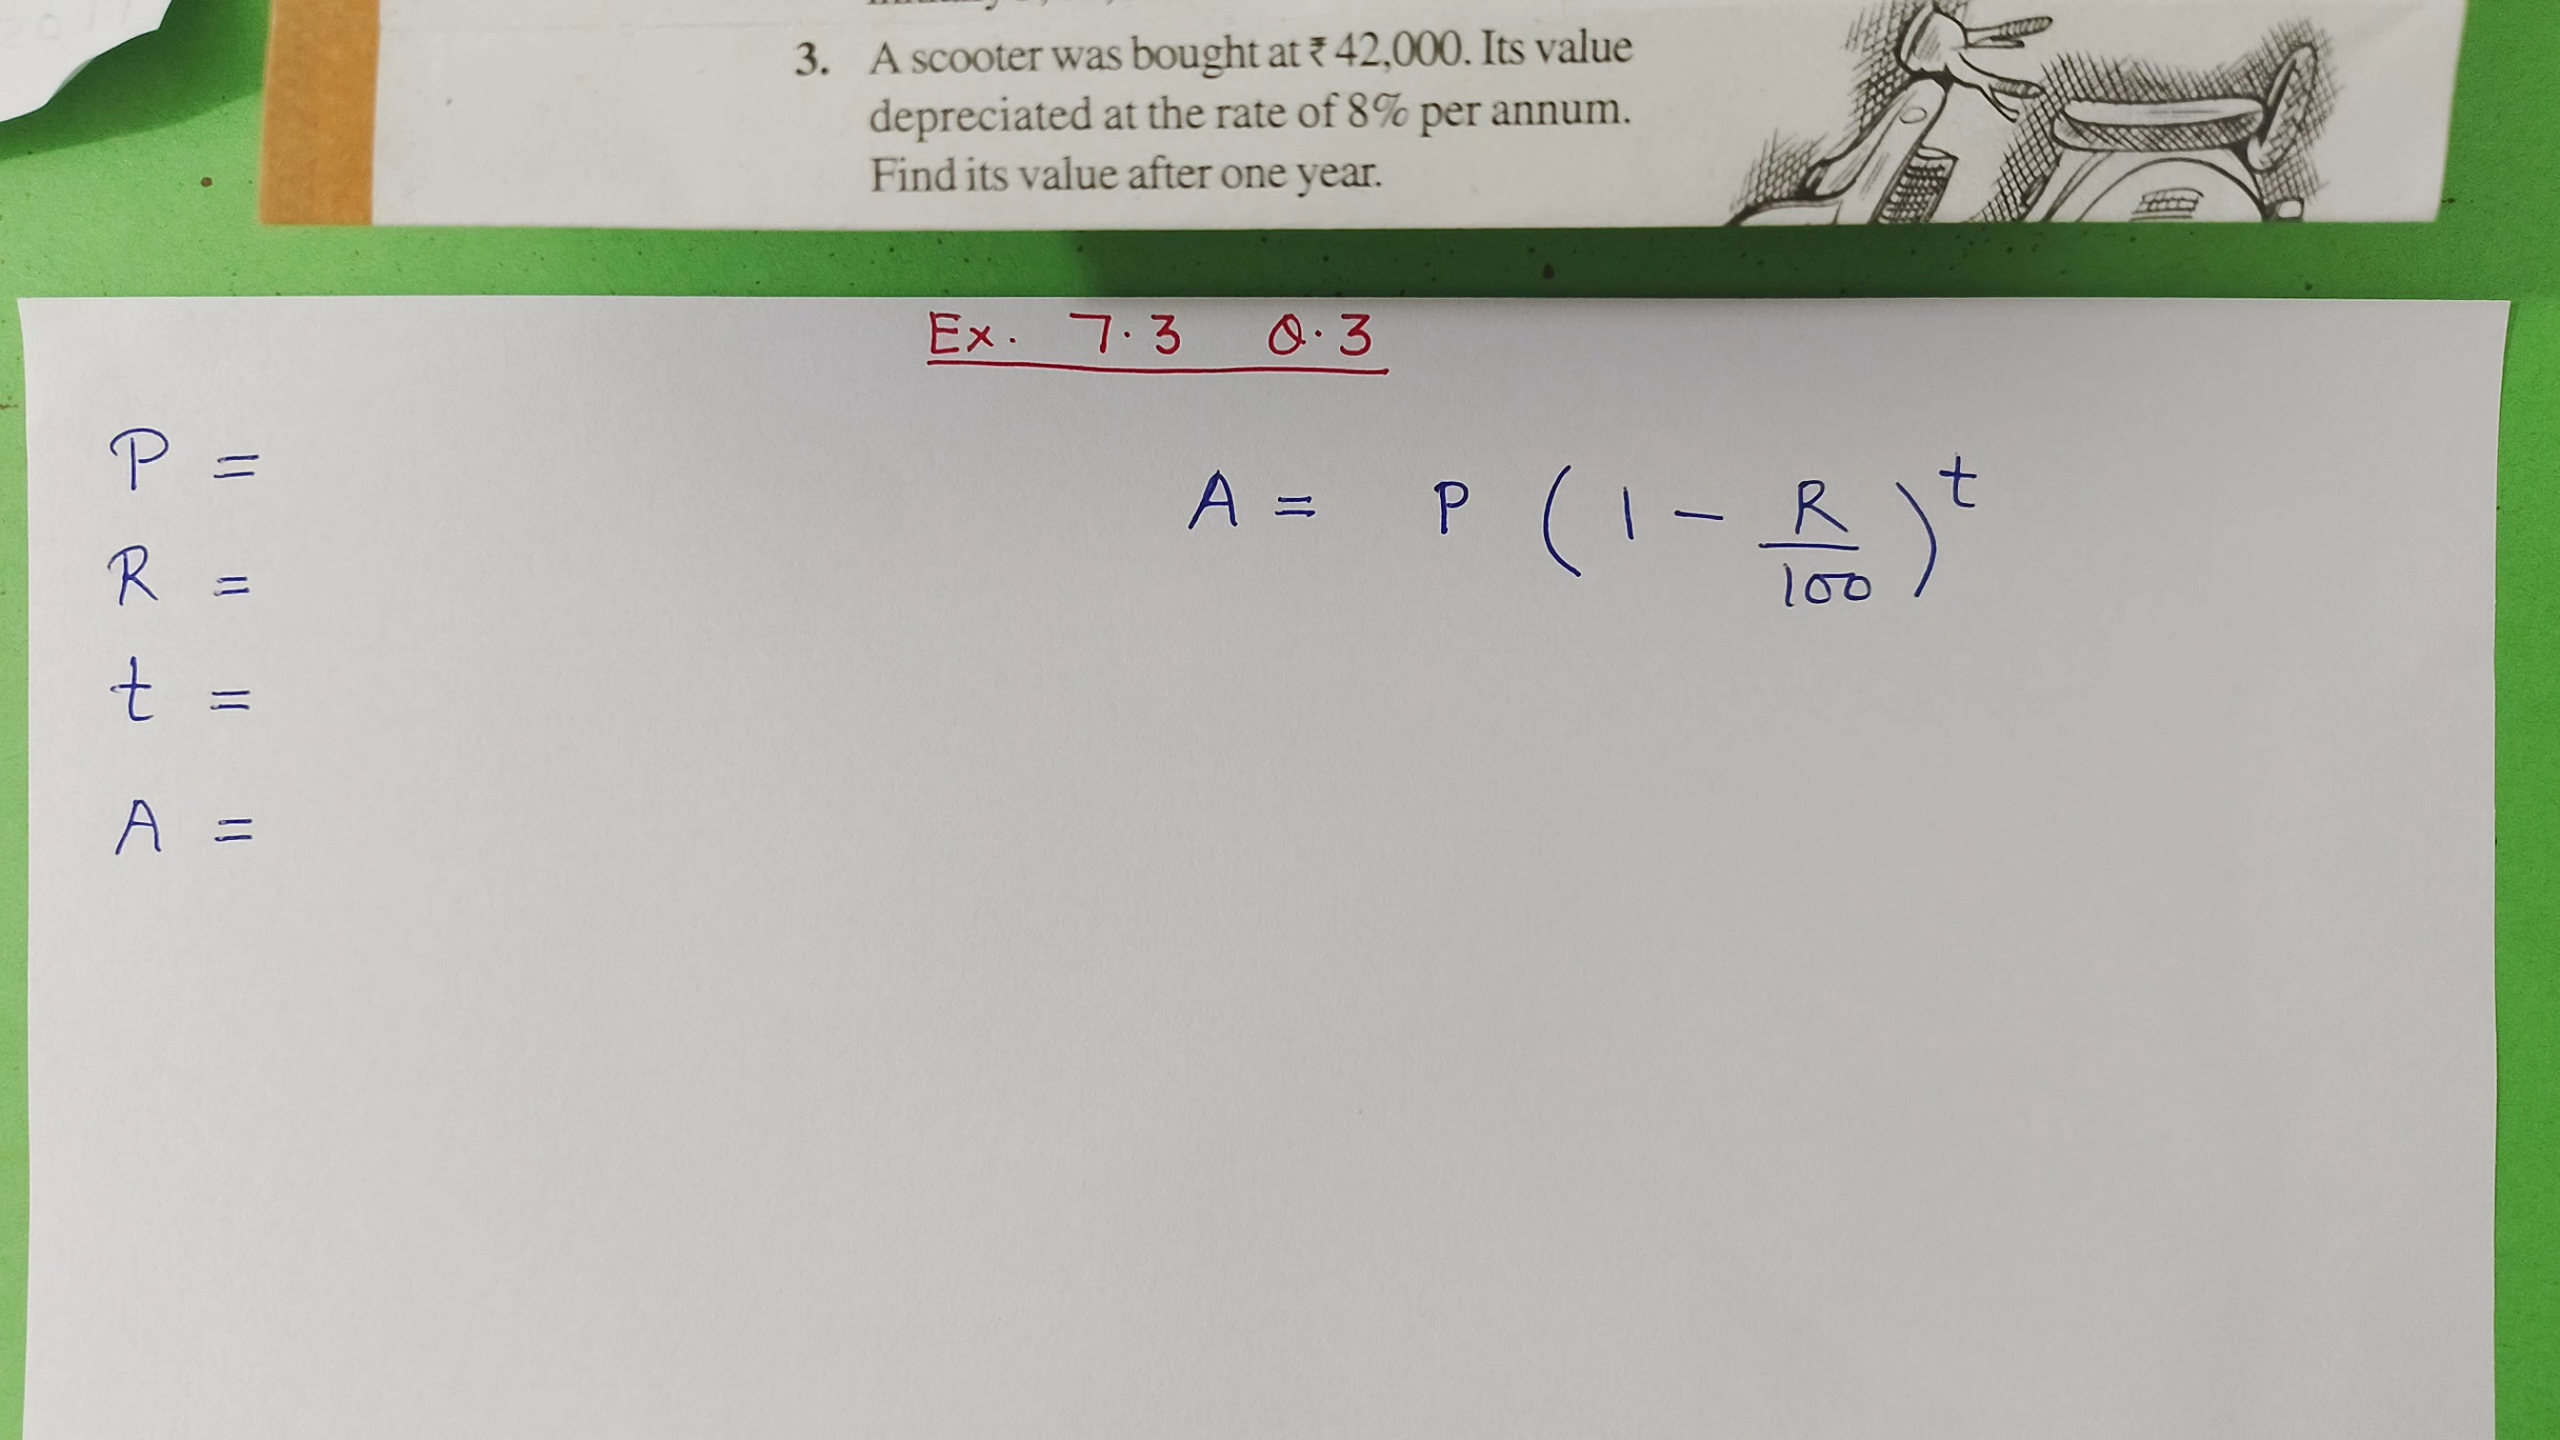 3. A scooter was bought at ₹ 42,000. Its value
depreciated at the rate of 8% per annum.
Find its value after one year.
Ex. 7.3 Q.3
P =
R =
t =
A =
A = P (1 - R/100)^t